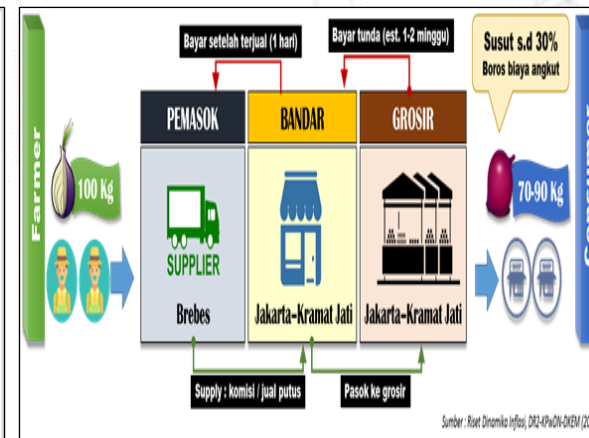 Bayar setelah terjual (1 hari)
Bayar tunda (est. 1-2 minggu)
Susut s.d 30%
Boros biaya angkut
Farmer
100 Kg
PEMASOK
BANDAR
GROSIR
SUPPLIER
Brebes
Jakarta-Kramat Jati
Jakarta-Kramat Jati
70-90 Kg
Consumer
Supply : komisi / jual putus
Pasok ke grosir
Sumber : Riset Dinamika Inflasi, DR2-KPwDN-DKEM (20